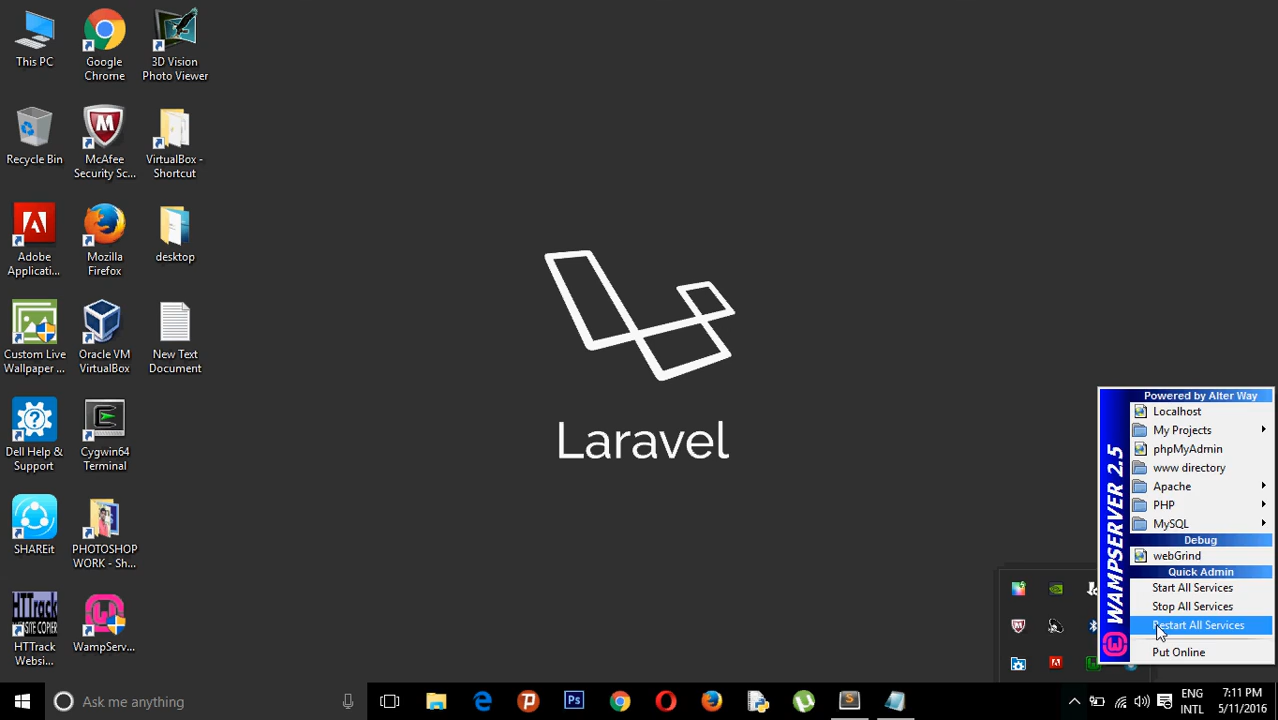 This PC
Google
Chrome
3D Vision
Photo Viewer
Recycle Bin
McAfee
Security Sc...
VirtualBox -
Shortcut
Adobe
Applicati...
Mozilla
Firefox
desktop
Custom Live
Wallpaper ...
Oracle VM
VirtualBox
New Text
Document
Dell Help &
Support
Cygwin64
Terminal
SHAREit
PHOTOSHOP
WORK - Sh...
HTTrack
WEBSITE COPIER
HTTrack
Websi...
WampServ...
Laravel
WAMPSERVER 2.5
Powered by Alter Way
Localhost
My Projects
phpMyAdmin
www directory
Apache
PHP
MySQL
Debug
webGrind
Quick Admin
Start All Services
Stop All Services
Restart All Services
Put Online
Ask me anything
Ps
ENG
INTL
7:11 PM
5/11/2016